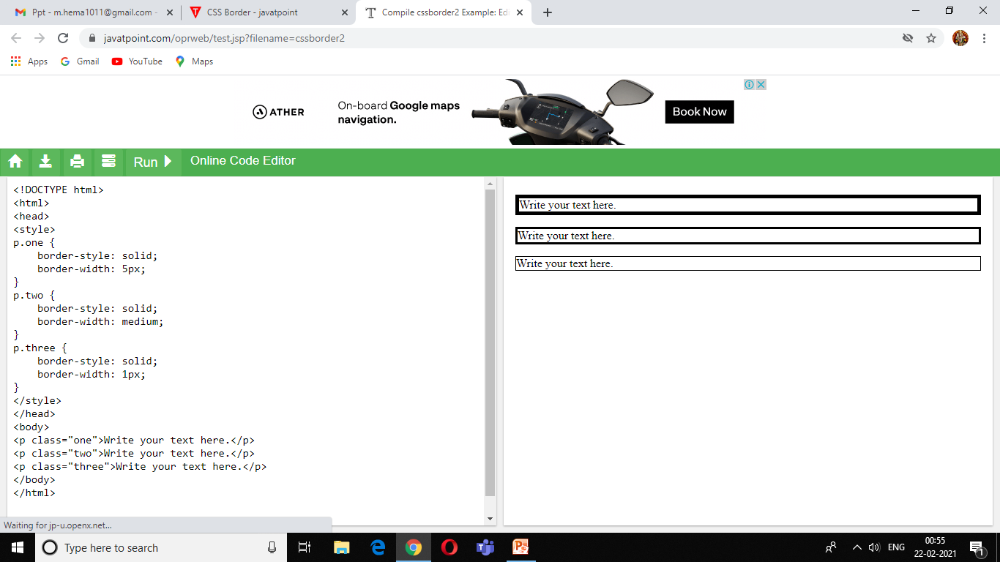 Ppt - m.hema1011@gmail.com -
CSS Border - javatpoint
Compile cssborder2 Example: Edi
javatpoint.com/oprweb/test.jsp?filename=cssborder2
Apps
Gmail
YouTube
Maps
ATHER
On-board Google maps
navigation.
Book Now
Run
Online Code Editor
<!DOCTYPE html>
<html>
<head>
<style>
p.one {
    border-style: solid;
    border-width: 5px;
}
p.two {
    border-style: solid;
    border-width: medium;
}
p.three {
    border-style: solid;
    border-width: 1px;
}
</style>
</head>
<body>
<p class="one">Write your text here.</p>
<p class="two">Write your text here.</p>
<p class="three">Write your text here.</p>
</body>
</html>
Write your text here.
Write your text here.
Write your text here.
Waiting for jp-u.openx.net...
Type here to search
ENG
00:55
22-02-2021
1